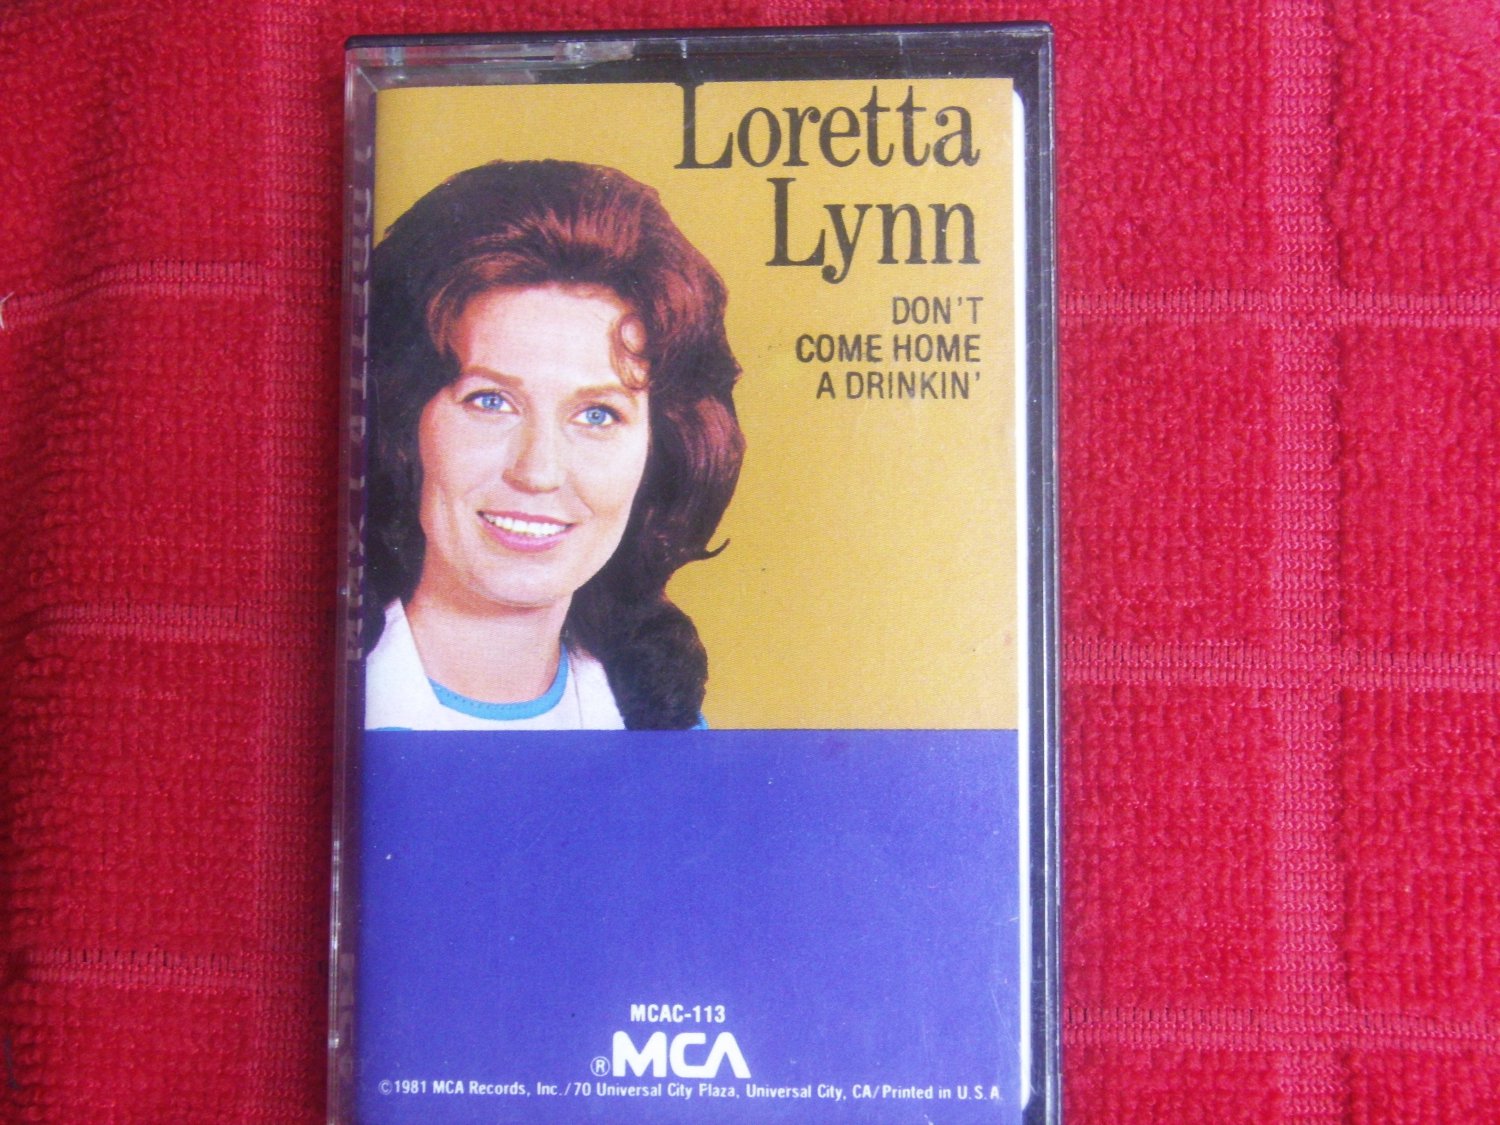 Loretta
Lynn
DON'T
COME HOME
A DRINKIN'
MCAC-113
®MCA
©1981 MCA Records, Inc./70 Universal City Plaza, Universal City, CA/Printed in U.S.A.